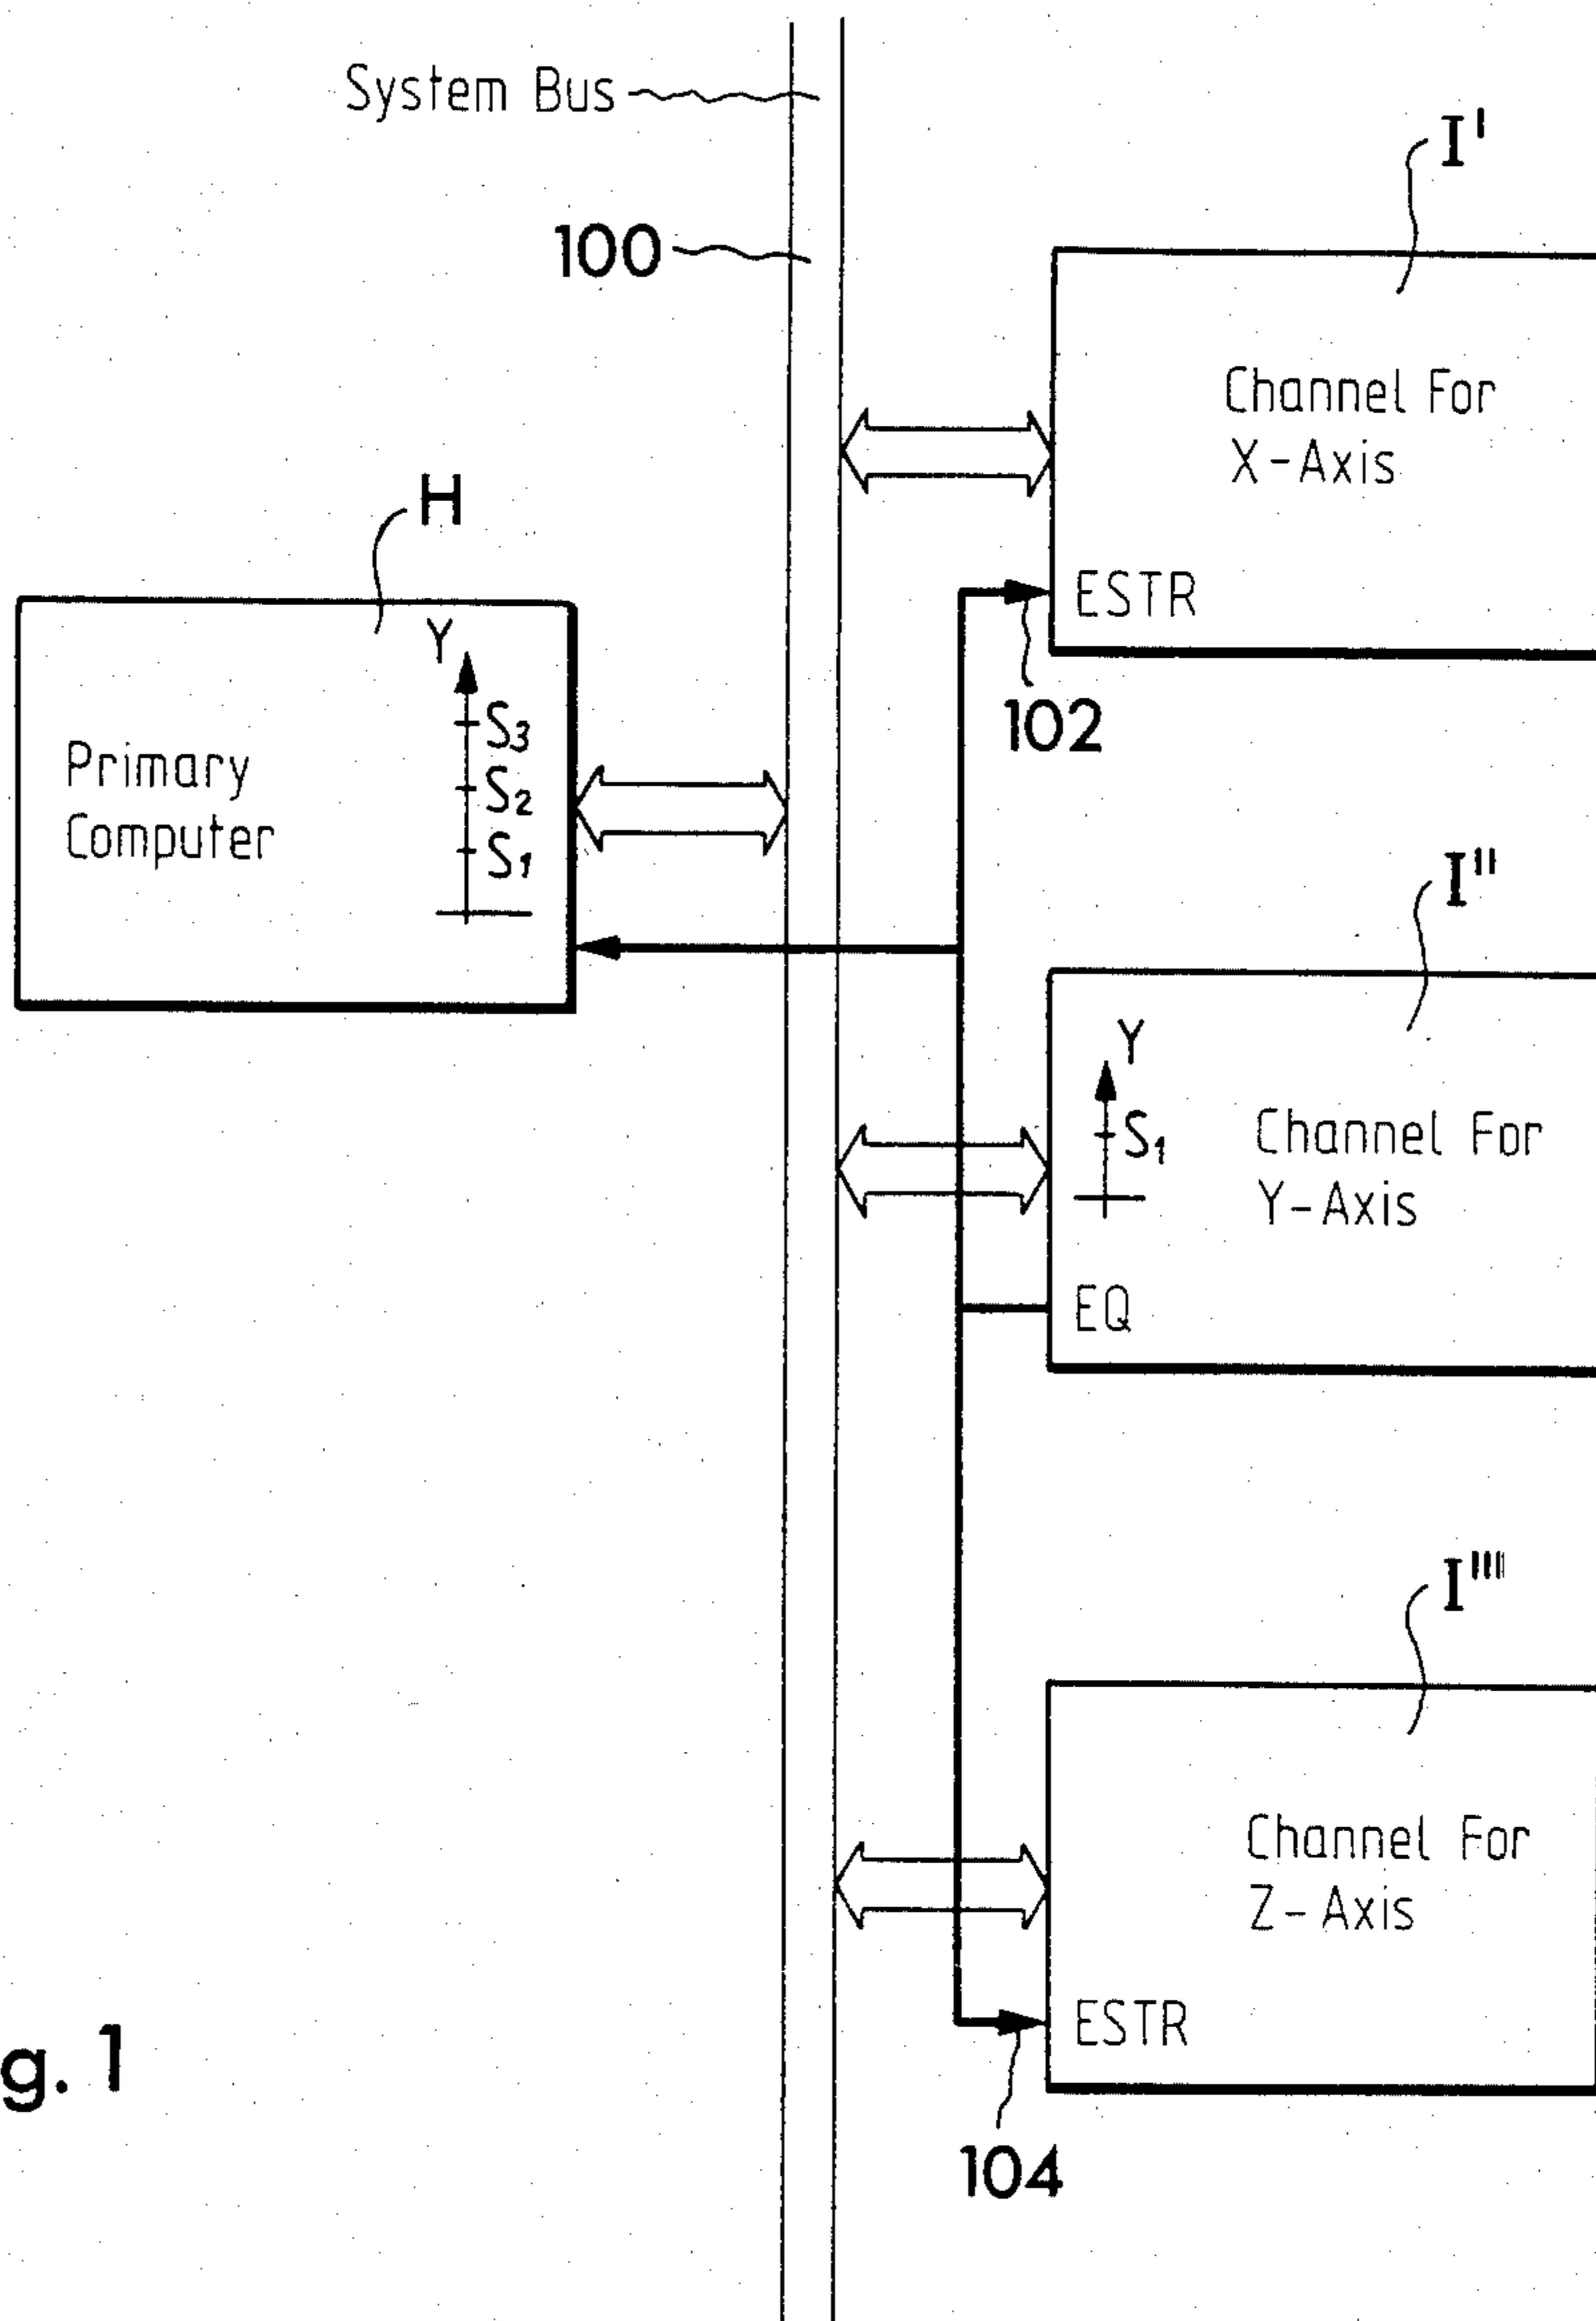 System Bus
100
I'
Channel For
X-Axis
ESTR
102
H
Y
S3
S2
S1
Primary
Computer
I"
Y
S1
Channel For
Y-Axis
EQ
I'''
Channel For
Z-Axis
ESTR
104
g. 1